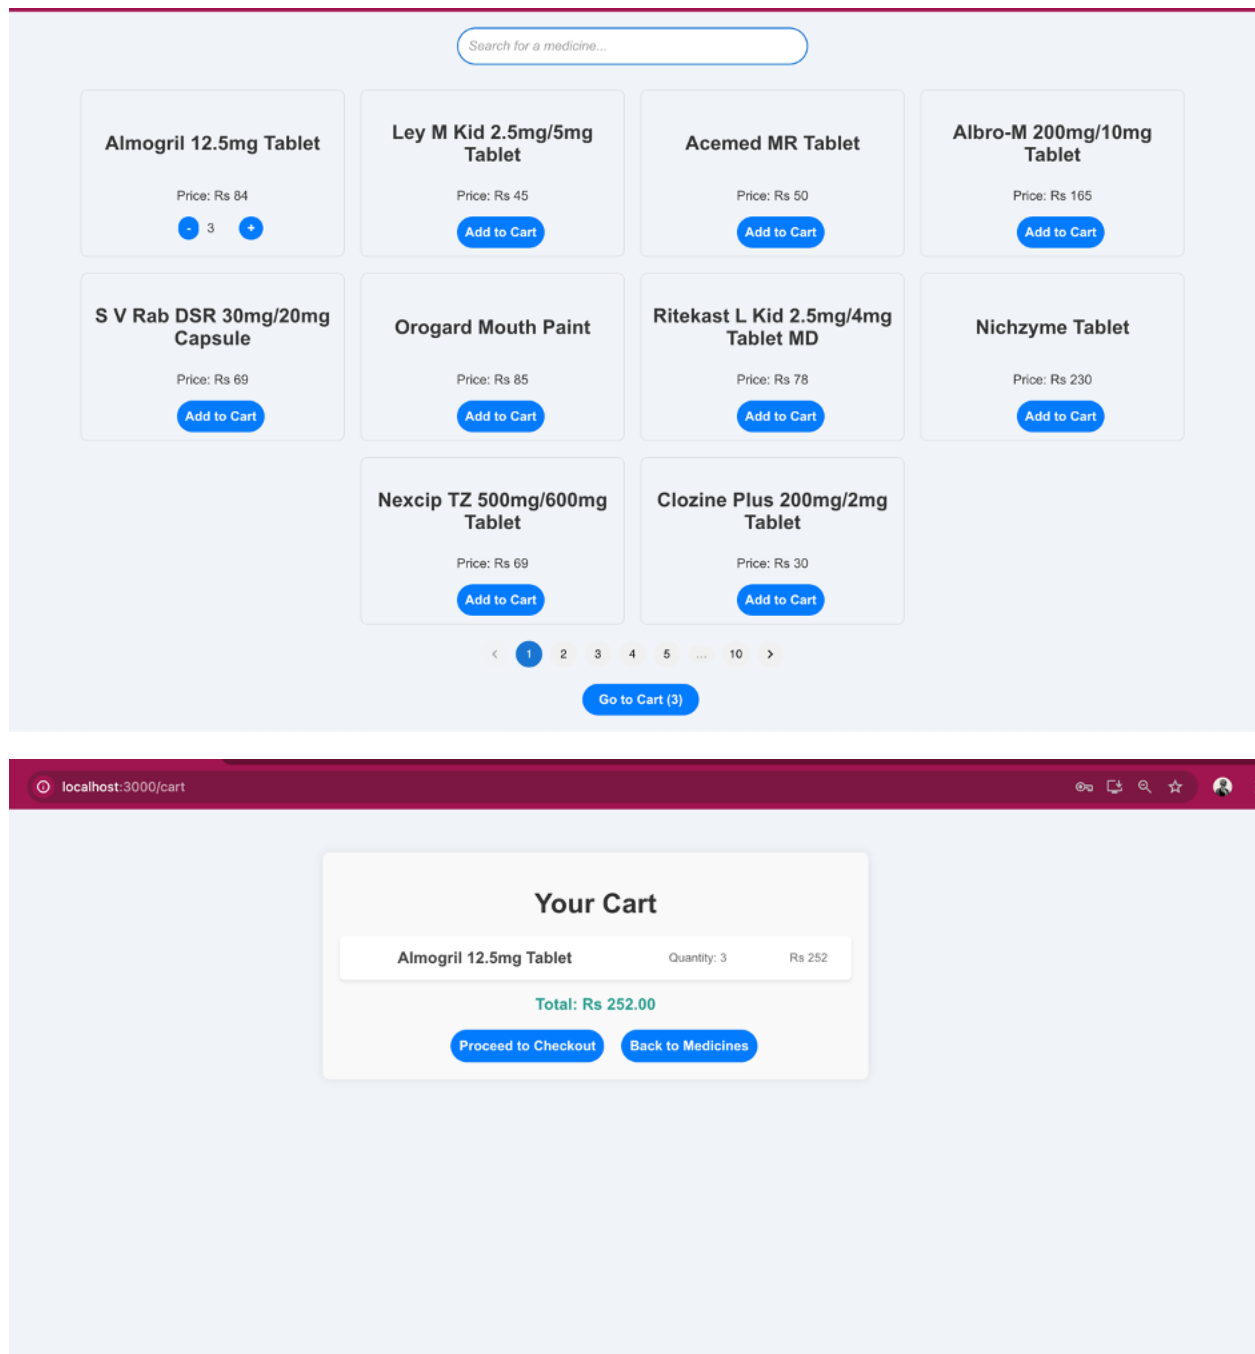 Search for a medicine...
Almogril 12.5mg Tablet
Price: Rs 84
- 3 +
Ley M Kid 2.5mg/5mg
Tablet
Price: Rs 45
Add to Cart
Acemed MR Tablet
Price: Rs 50
Add to Cart
Albro-M 200mg/10mg
Tablet
Price: Rs 165
Add to Cart
S V Rab DSR 30mg/20mg
Capsule
Price: Rs 69
Add to Cart
Orogard Mouth Paint
Price: Rs 85
Add to Cart
Ritekast L Kid 2.5mg/4mg
Tablet MD
Price: Rs 78
Add to Cart
Nichzyme Tablet
Price: Rs 230
Add to Cart
Nexcip TZ 500mg/600mg
Tablet
Price: Rs 69
Add to Cart
Clozine Plus 200mg/2mg
Tablet
Price: Rs 30
Add to Cart
< 1 2 3 4 5 ... 10 >
Go to Cart (3)
localhost:3000/cart
Your Cart
Almogril 12.5mg Tablet Quantity: 3 Rs 252
Total: Rs 252.00
Proceed to Checkout Back to Medicines